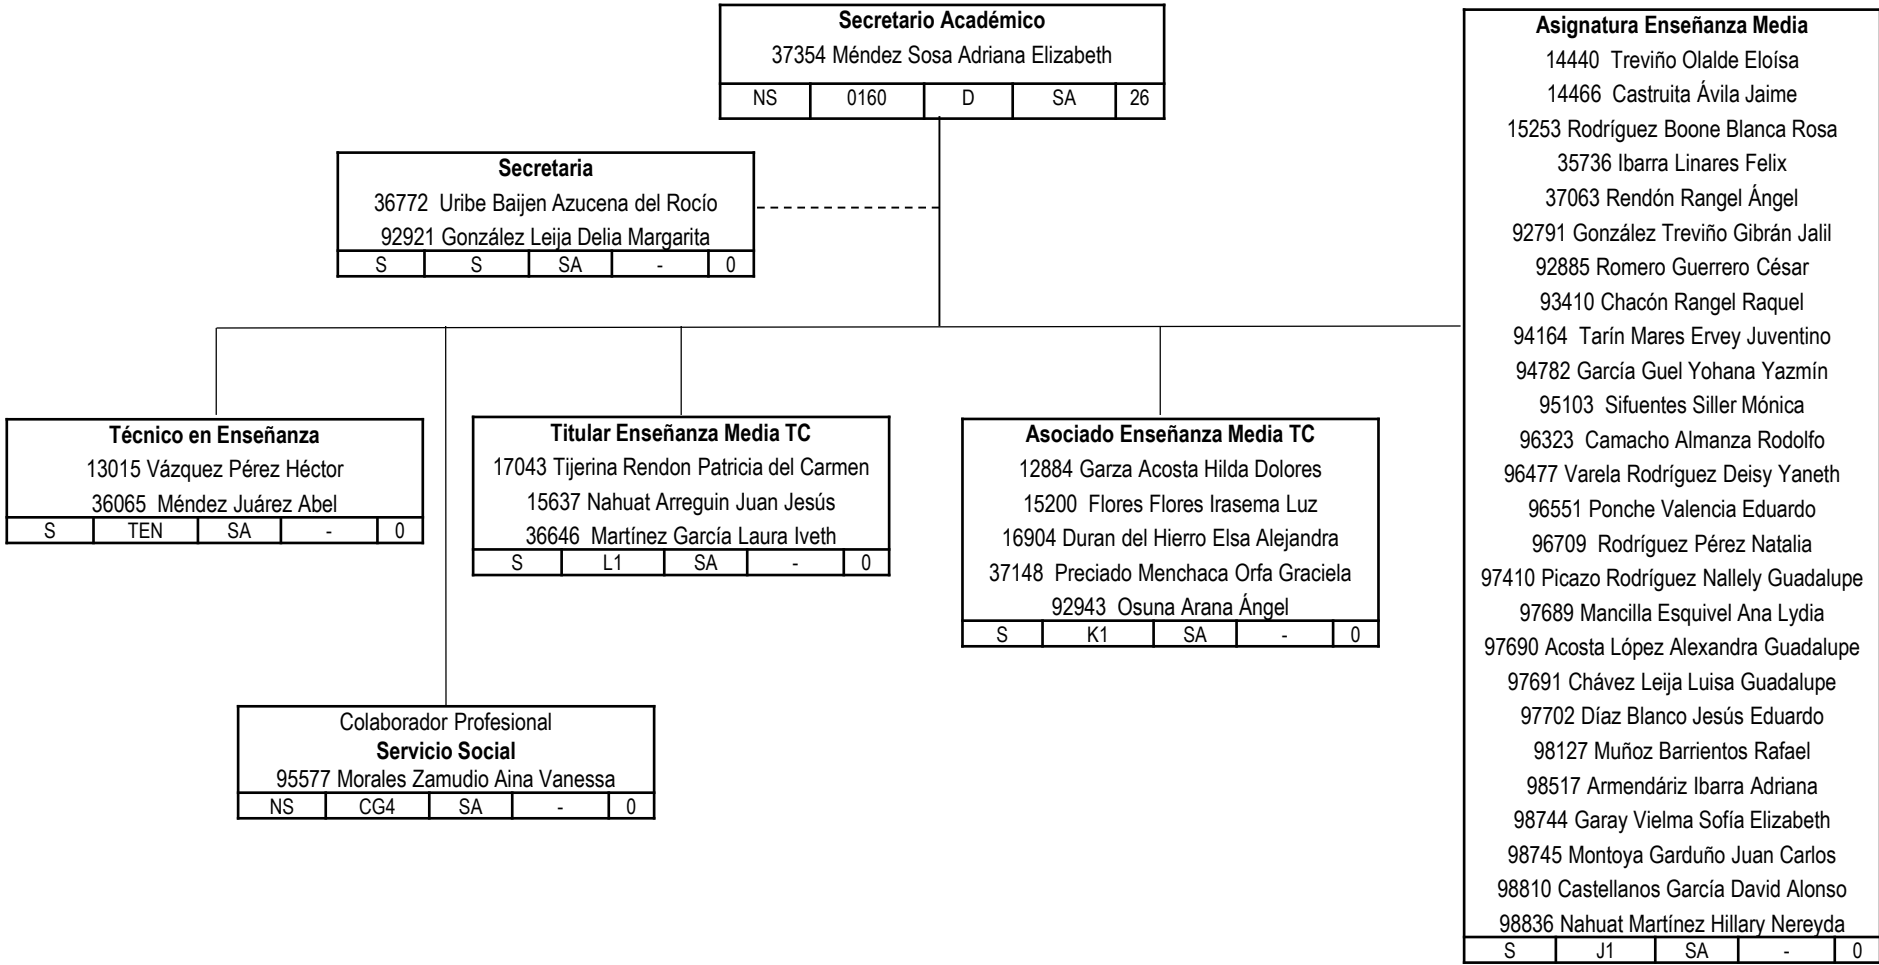 Secretario Académico
37354 Méndez Sosa Adriana Elizabeth
NS 0160 D SA 26
Secretaria
36772 Uribe Baijen Azucena del Rocío
92921 González Leija Delia Margarita
S S SA - 0
Técnico en Enseñanza
13015 Vázquez Pérez Héctor
36065 Méndez Juárez Abel
S TEN SA - 0
Titular Enseñanza Media TC
17043 Tijerina Rendon Patricia del Carmen
15637 Nahuat Arreguin Juan Jesús
36646 Martínez García Laura Iveth
S L1 SA - 0
Asociado Enseñanza Media TC
12884 Garza Acosta Hilda Dolores
15200 Flores Flores Irasema Luz
16904 Duran del Hierro Elsa Alejandra
37148 Preciado Menchaca Orfa Graciela
92943 Osuna Arana Ángel
S K1 SA - 0
Colaborador Profesional
Servicio Social
95577 Morales Zamudio Aina Vanessa
NS CG4 SA - 0
Asignatura Enseñanza Media
14440 Treviño Olalde Eloísa
14466 Castruita Ávila Jaime
15253 Rodríguez Boone Blanca Rosa
35736 Ibarra Linares Felix
37063 Rendón Rangel Ángel
92791 González Treviño Gibrán Jalil
92885 Romero Guerrero César
93410 Chacón Rangel Raquel
94164 Tarín Mares Ervey Juventino
94782 García Guel Yohana Yazmín
95103 Sifuentes Siller Mónica
96323 Camacho Almanza Rodolfo
96477 Varela Rodríguez Deisy Yaneth
96551 Ponche Valencia Eduardo
96709 Rodríguez Pérez Natalia
97410 Picazo Rodríguez Nallely Guadalupe
97689 Mancilla Esquivel Ana Lydia
97690 Acosta López Alexandra Guadalupe
97691 Chávez Leija Luisa Guadalupe
97702 Díaz Blanco Jesús Eduardo
98127 Muñoz Barrientos Rafael
98517 Armendáriz Ibarra Adriana
98744 Garay Vielma Sofía Elizabeth
98745 Montoya Garduño Juan Carlos
98810 Castellanos García David Alonso
98836 Nahuat Martínez Hillary Nereyda
S J1 SA - 0